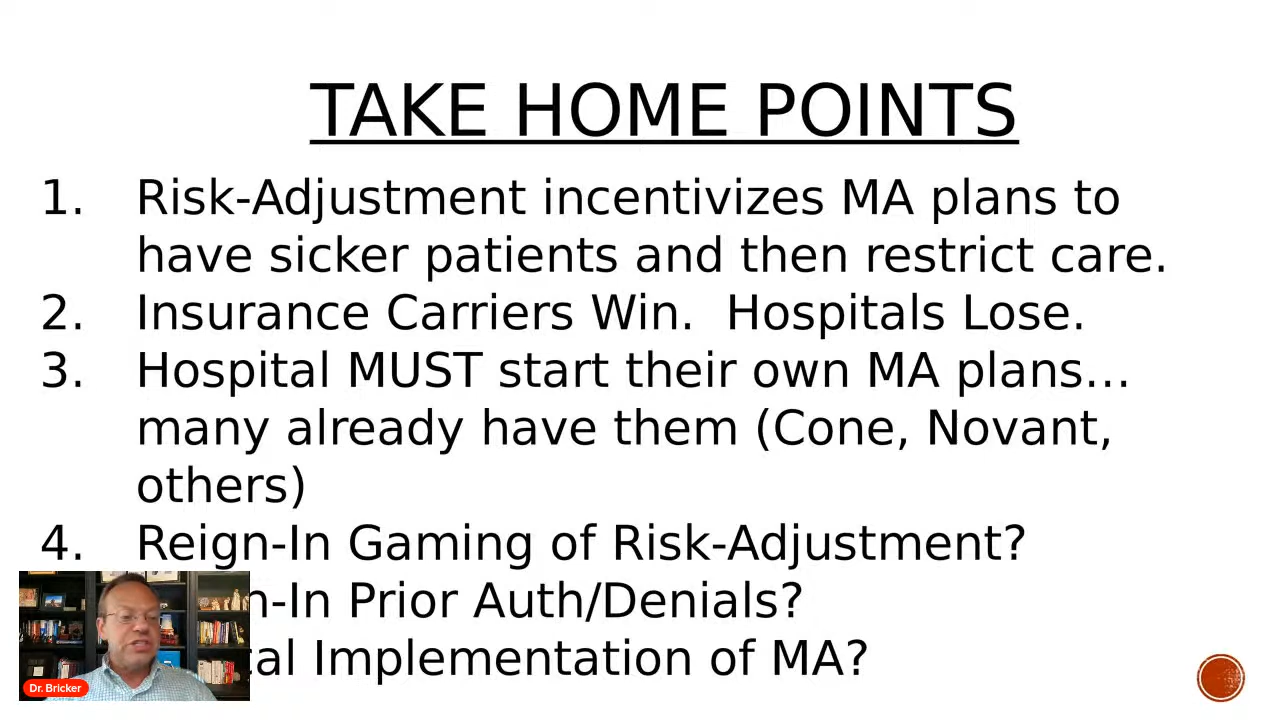 TAKE HOME POINTS
1. Risk-Adjustment incentivizes MA plans to
have sicker patients and then restrict care.
2. Insurance Carriers Win.  Hospitals Lose.
3. Hospital MUST start their own MA plans…
many already have them (Cone, Novant,
others)
4. Reign-In Gaming of Risk-Adjustment?
n-In Prior Auth/Denials?
al Implementation of MA?
Dr. Bricker